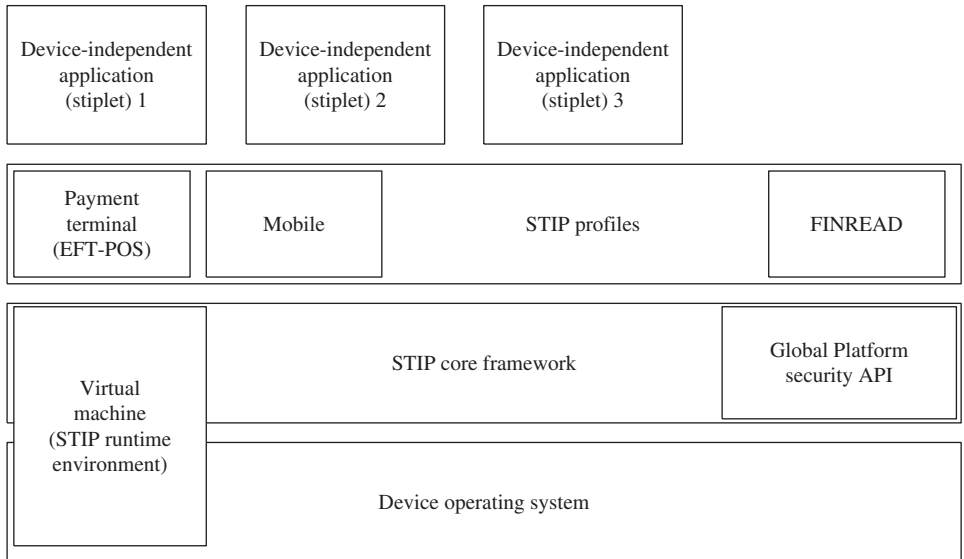 Device-independent
application
(stiplet) 1
Device-independent
application
(stiplet) 2
Device-independent
application
(stiplet) 3
Payment
terminal
(EFT-POS)
Mobile
STIP profiles
FINREAD
Virtual
machine
(STIP runtime
environment)
STIP core framework
Global Platform
security API
Device operating system